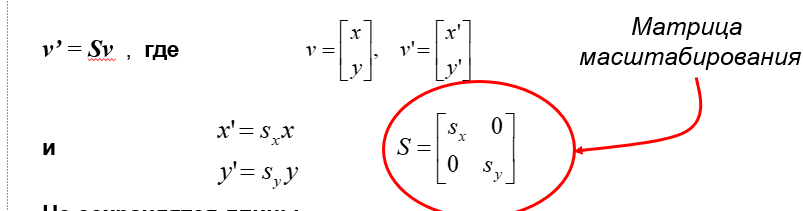 v’ = Sv , где v = [x y], v' = [x' y']
Матрица
масштабирования
и
x' = sₓx
y' = s_y y
S = [sₓ 0
0 s_y]